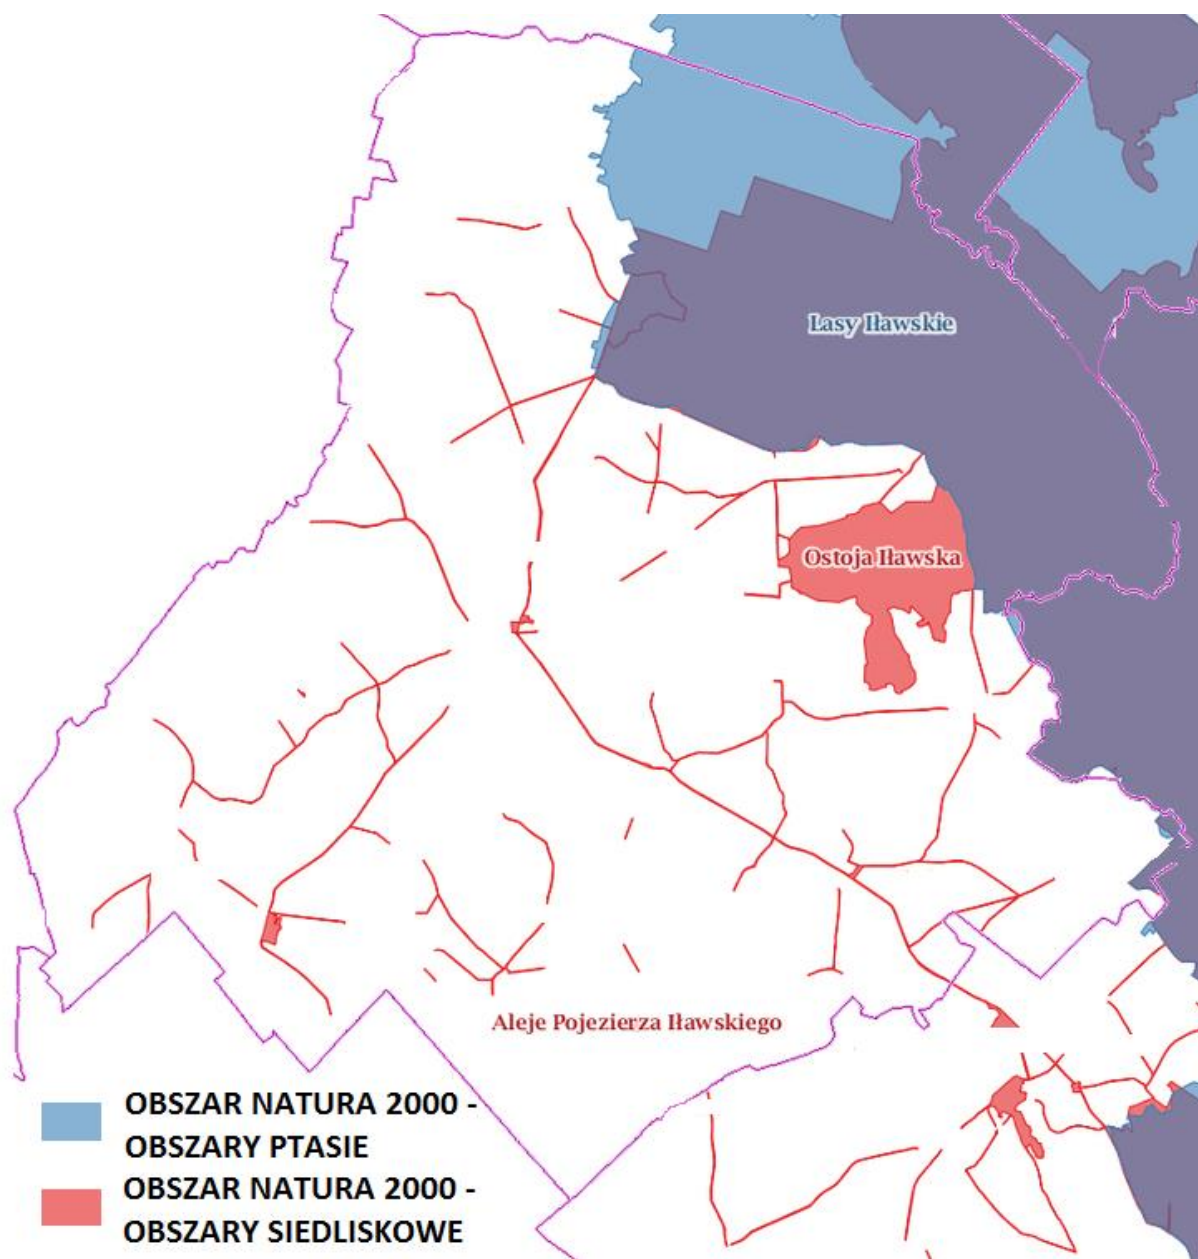 Lasy Iławskie
Ostoja Iławska
Aleje Pojezierza Iławskiego
OBSZAR NATURA 2000 -
OBSZARY PTASIE
OBSZAR NATURA 2000 -
OBSZARY SIEDLISKOWE